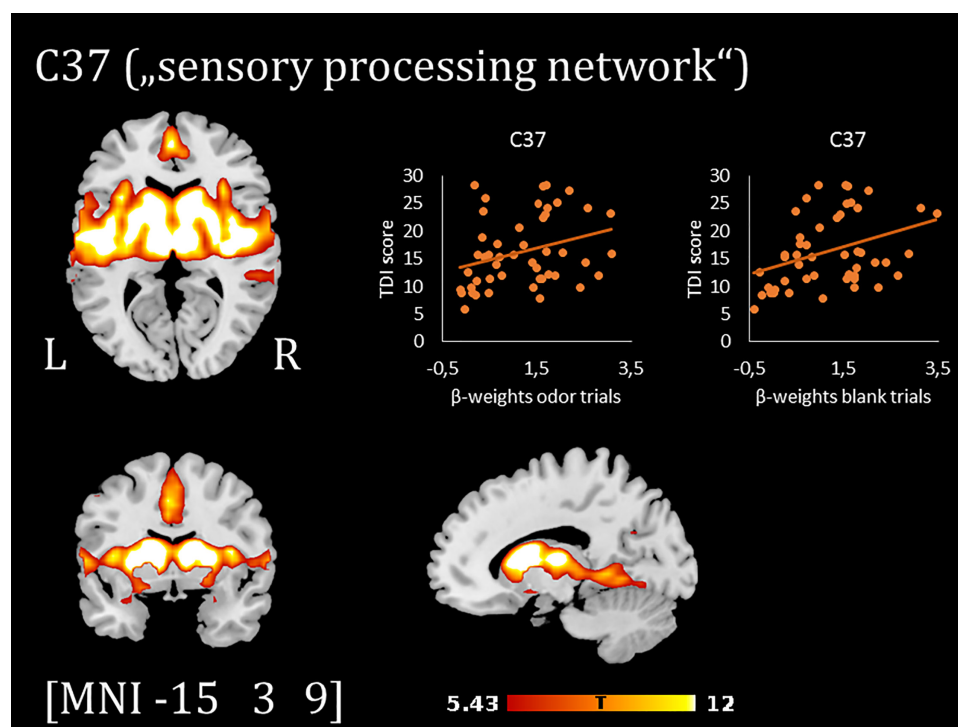 C37 („sensory processing network“)
L
R
C37
TDI score
30
25
20
15
10
5
0
-0,5
1,5
3,5
β-weights odor trials
C37
TDI score
30
25
20
15
10
5
0
-0,5
1,5
3,5
β-weights blank trials
[MNI -15 3 9]
5.43
T
12